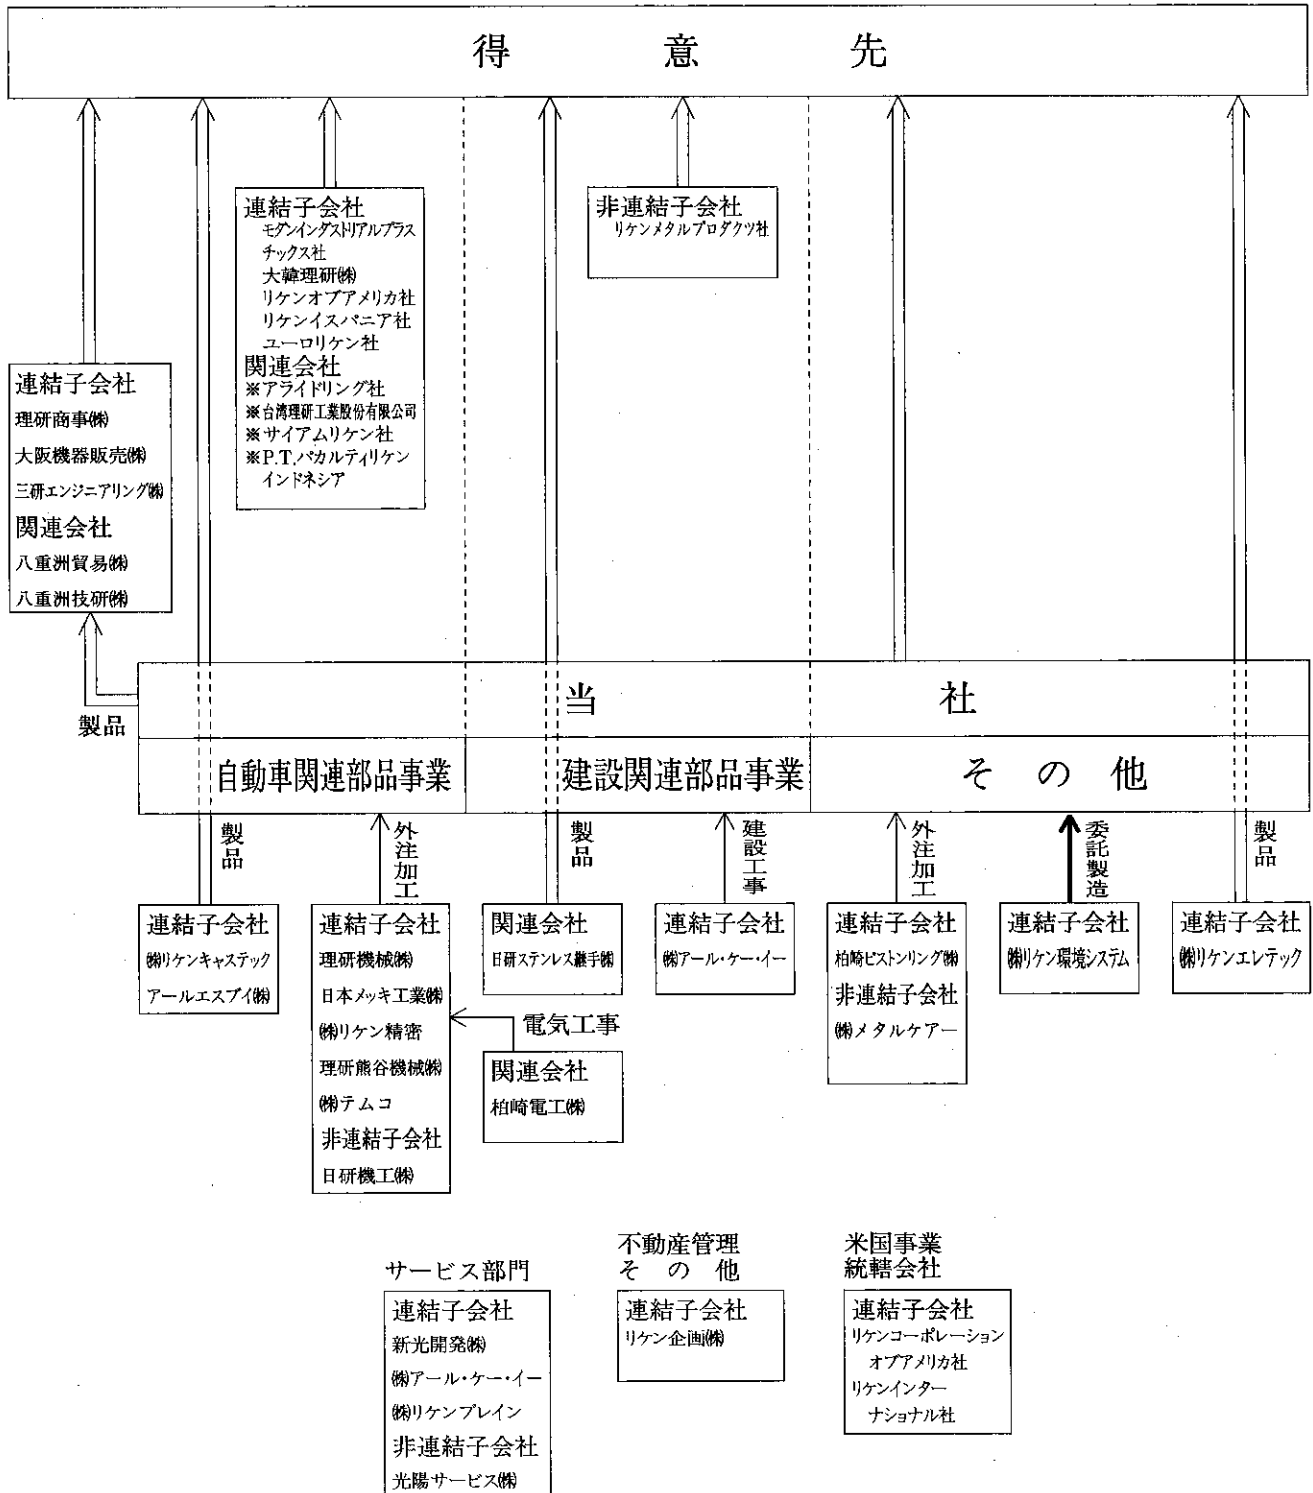 得意先
連結子会社
モダンインダストリアルプラス
チックス社
大韓理研㈱
リケンオブアメリカ社
リケンイスパニア社
ユーロリケン社
関連会社
※アライドリング社
※台湾理研工業股份有限公司
※サイアムリケン社
※P.T.パカルティリケン
インドネシア
非連結子会社
リケンメタルプロダクツ社
連結子会社
理研商事㈱
大阪機器販売㈱
三研エンジニアリング㈱
関連会社
八重洲貿易㈱
八重洲技研㈱
製品
当社
自動車関連部品事業
建設関連部品事業
その他
製品
外注加工
製品
建設工事
外注加工
委託製造
製品
連結子会社
㈱リケンキャステック
アールエスブイ㈱
連結子会社
理研機械㈱
日本メッキ工業㈱
㈱リケン精密
理研熊谷機械㈱
㈱テムコ
非連結子会社
日研機工㈱
関連会社
日研ステンレス継手㈱
電気工事
関連会社
柏崎電工㈱
連結子会社
㈱アール・ケー・イー
連結子会社
柏崎ピストンリング㈱
非連結子会社
㈱メタルケアー
連結子会社
㈱リケン環境システム
連結子会社
㈱リケンエレテック
サービス部門
連結子会社
新光開発㈱
㈱アール・ケー・イー
㈱リケンブレイン
非連結子会社
光陽サービス㈱
不動産管理
その他
連結子会社
リケン企画㈱
米国事業
統轄会社
連結子会社
リケンコーポレーション
オブアメリカ社
リケンインター
ナショナル社